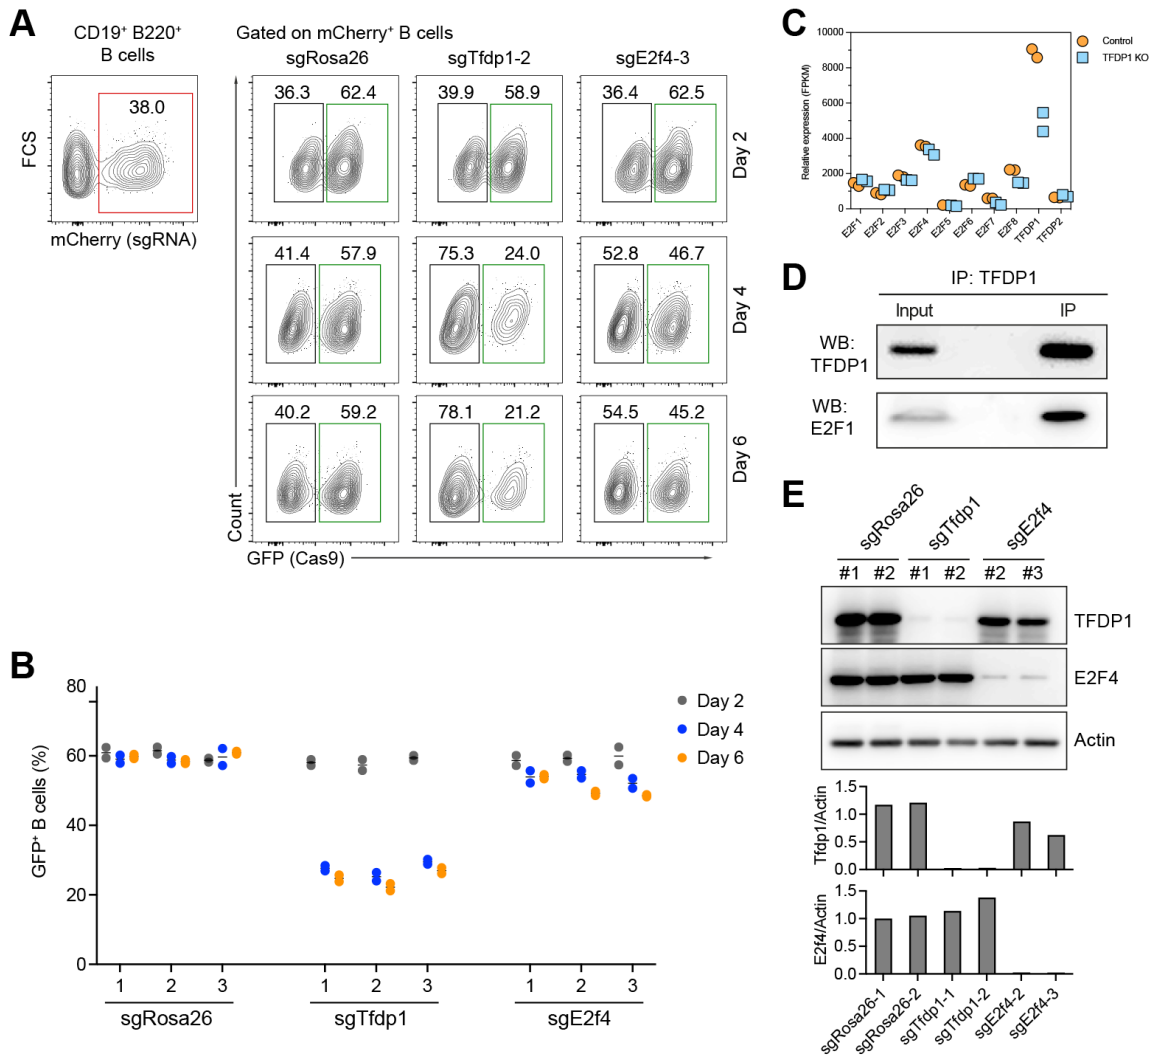 A
CD19⁺ B220⁺
B cells
38.0
FCS
mCherry (sgRNA)
Gated on mCherry⁺ B cells
sgRosa26 sgTfdp1-2 sgE2f4-3
36.3 62.4 39.9 58.9 36.4 62.5
Day 2
41.4 57.9 75.3 24.0 52.8 46.7
Day 4
40.2 59.2 78.1 21.2 54.5 45.2
Day 6
Count
GFP (Cas9)
B
80
60
40
20
0
GFP⁺ B cells (%)
Day 2
Day 4
Day 6
1 2 3 1 2 3 1 2 3
sgRosa26 sgTfdp1 sgE2f4
C
10000
8000
6000
4000
2000
0
Relative expression (FPKM)
Control
TFDP1 KO
E2F1 E2F2 E2F3 E2F4 E2F5 E2F6 E2F7 E2F8 TFDP1 TFDP2
D
IP: TFDP1
Input IP
WB:
TFDP1
WB:
E2F1
E
sgRosa26 sgTfdp1 sgE2f4
#1 #2 #1 #2 #2 #3
TFDP1
E2F4
Actin
1.5
1.0
0.5
0.0
Tfdp1/Actin
1.5
1.0
0.5
0.0
E2f4/Actin
sgRosa26-1 sgRosa26-2 sgTfdp1-1 sgTfdp1-2 sgE2f4-2 sgE2f4-3